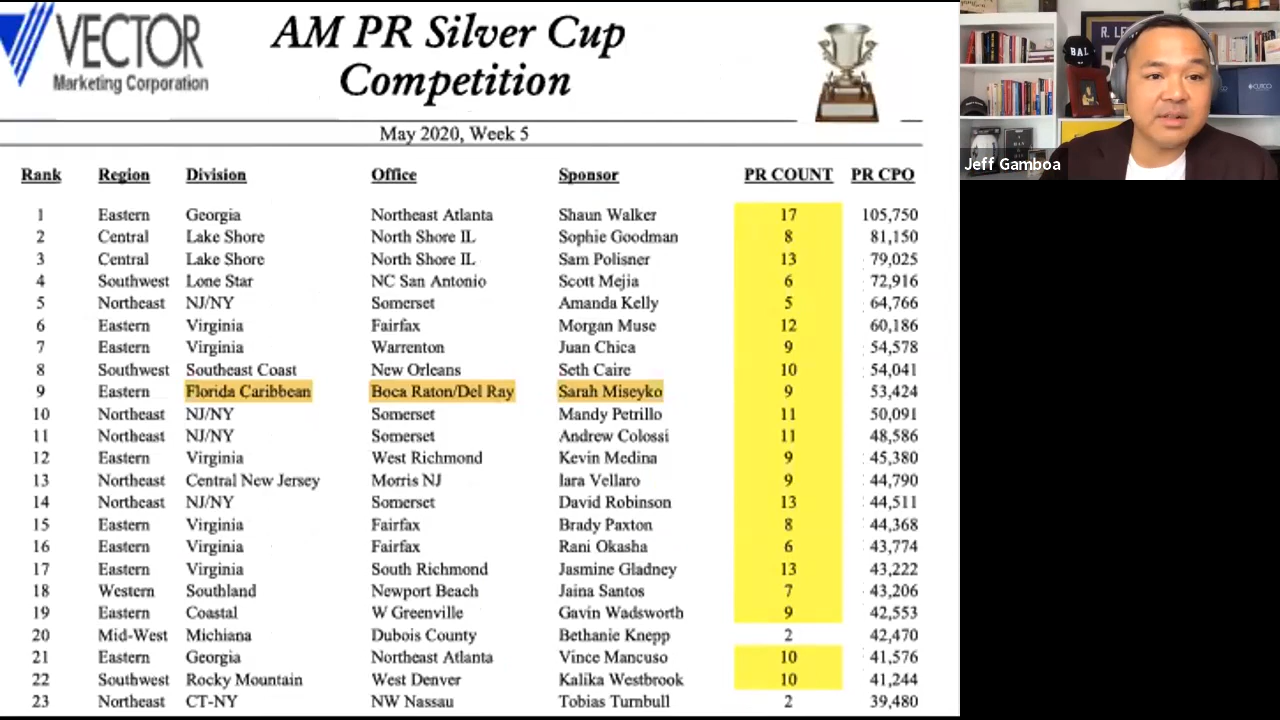 VECTOR
Marketing Corporation
AM PR Silver Cup
Competition
May 2020, Week 5
Rank Region Division Office Sponsor PR COUNT PR CPO
1 Eastern Georgia Northeast Atlanta Shaun Walker 17 105,750
2 Central Lake Shore North Shore IL Sophie Goodman 8 81,150
3 Central Lake Shore North Shore IL Sam Polisner 13 79,025
4 Southwest Lone Star NC San Antonio Scott Mejia 6 72,916
5 Northeast NJ/NY Somerset Amanda Kelly 5 64,766
6 Eastern Virginia Fairfax Morgan Muse 12 60,186
7 Eastern Virginia Warrenton Juan Chica 9 54,578
8 Southwest Southeast Coast New Orleans Seth Caire 10 54,041
9 Eastern Florida Caribbean Boca Raton/Del Ray Sarah Miseyko 9 53,424
10 Northeast NJ/NY Somerset Mandy Petrillo 11 50,091
11 Northeast NJ/NY Somerset Andrew Colossi 11 48,586
12 Eastern Virginia West Richmond Kevin Medina 9 45,380
13 Northeast Central New Jersey Morris NJ Iara Vellaro 9 44,790
14 Northeast NJ/NY Somerset David Robinson 13 44,511
15 Eastern Virginia Fairfax Brady Paxton 8 44,368
16 Eastern Virginia Fairfax Rani Okasha 6 43,774
17 Eastern Virginia South Richmond Jasmine Gladney 13 43,222
18 Western Southland Newport Beach Jaina Santos 7 43,206
19 Eastern Coastal W Greenville Gavin Wadsworth 9 42,553
20 Mid-West Michiana Dubois County Bethanie Knepp 2 42,470
21 Eastern Georgia Northeast Atlanta Vince Mancuso 10 41,576
22 Southwest Rocky Mountain West Denver Kalika Westbrook 10 41,244
23 Northeast CT-NY NW Nassau Tobias Turnbull 2 39,480
R. LE
BAL
CUTCO
Jeff Gamboa